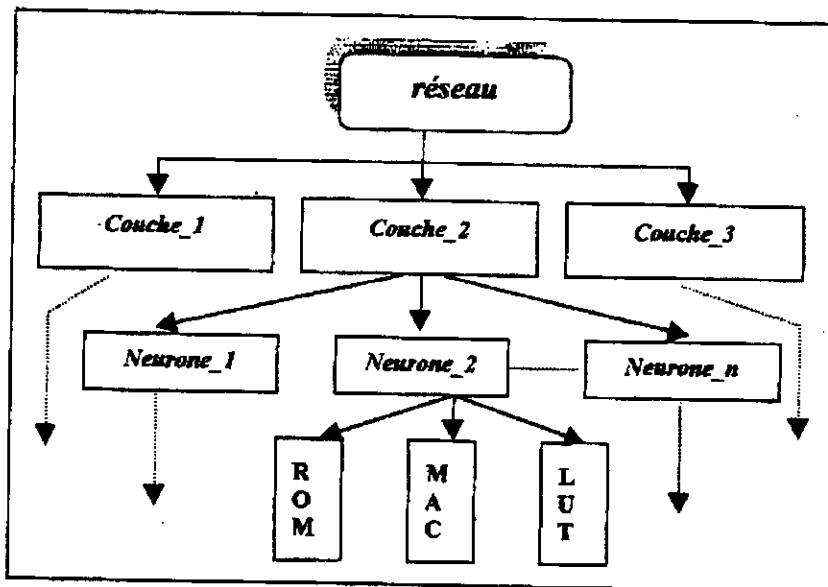 réseau
Couche_1
Couche_2
Couche_3
Neurone_1
Neurone_2
Neurone_n
ROM
MAC
LUT